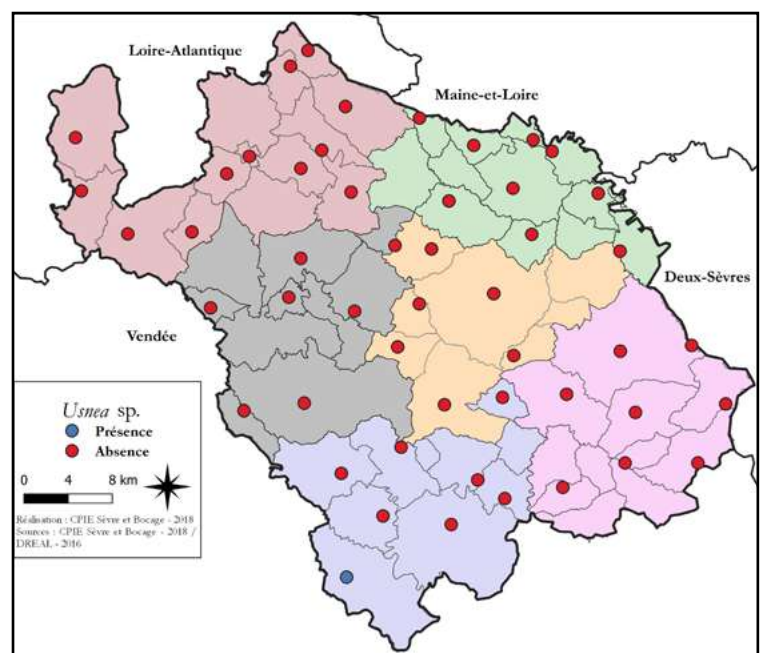 Loire-Atlantique
Maine-et-Loire
Deux-Sèvres
Vendée
Usnea sp.
Présence
Absence
0 4 8 km
Réalisation : CPIE Sèvre et Bocage - 2018
Sources : CPIE Sèvre et Bocage - 2018 /
DREAL - 2016